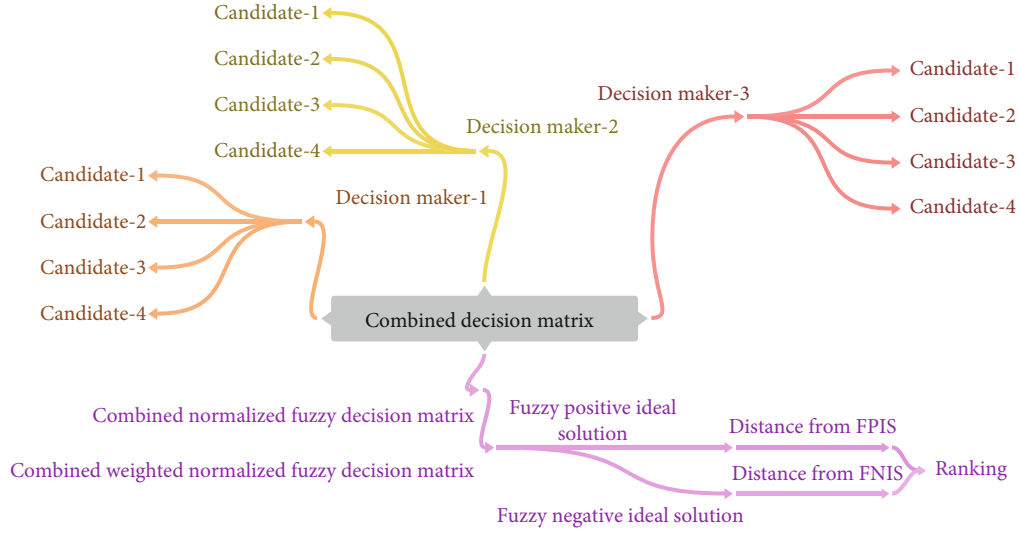 Candidate-1
Candidate-2
Candidate-3
Candidate-4
Decision maker-2
Decision maker-3
Candidate-1
Candidate-2
Candidate-3
Candidate-4
Candidate-1
Candidate-2
Candidate-3
Candidate-4
Decision maker-1
Combined decision matrix
Combined normalized fuzzy decision matrix
Combined weighted normalized fuzzy decision matrix
Fuzzy positive ideal
solution
Fuzzy negative ideal solution
Distance from FPIS
Distance from FNIS
Ranking